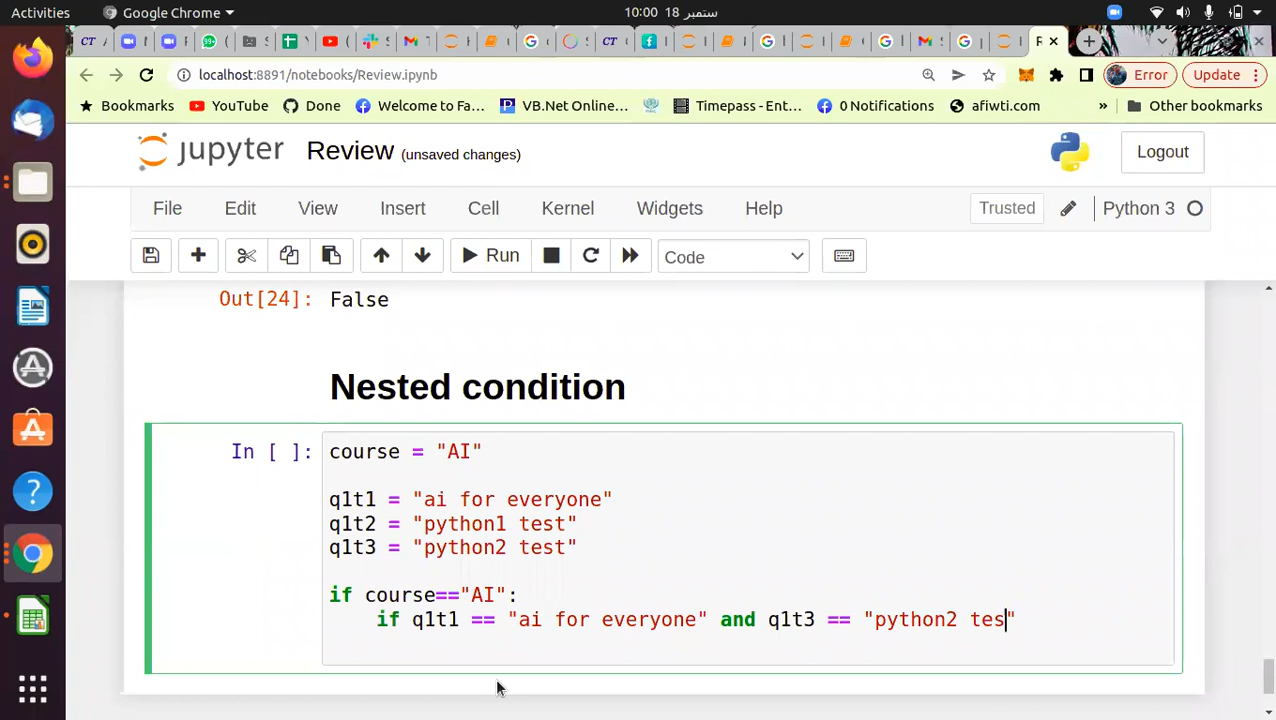 Activities Google Chrome 10:00 18 ستمبر
CT
localhost:8891/notebooks/Review.ipynb Error Update
Bookmarks YouTube Done Welcome to Fa... VB.Net Online... Timepass - Ent... 0 Notifications afiwti.com » Other bookmarks
jupyter Review (unsaved changes) Logout
File Edit View Insert Cell Kernel Widgets Help Trusted Python 3
Run Code
Out[24]: False
Nested condition
In [ ]: course = "AI"
q1t1 = "ai for everyone"
q1t2 = "python1 test"
q1t3 = "python2 test"
if course=="AI":
if q1t1 == "ai for everyone" and q1t3 == "python2 tes"